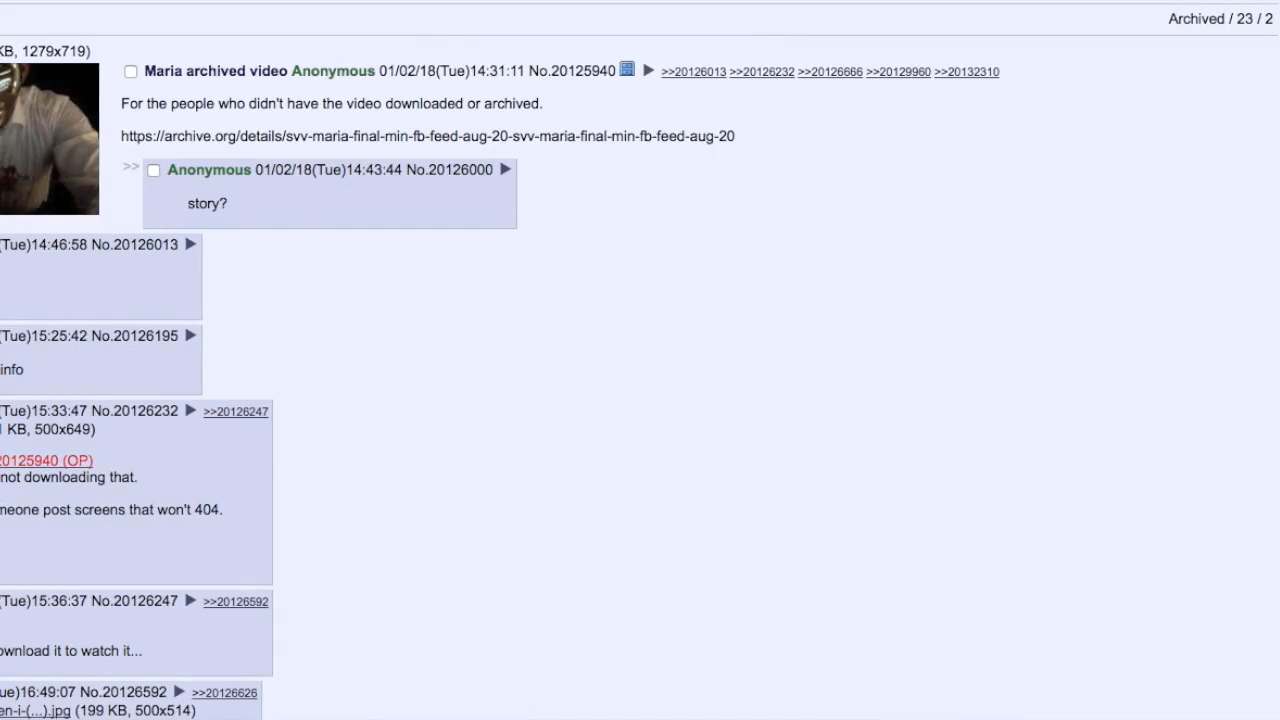 Archived / 23 / 2
KB, 1279x719)
Maria archived video Anonymous 01/02/18(Tue)14:31:11 No.20125940 >>20126013 >>20126232 >>20126666 >>20129960 >>20132310
For the people who didn't have the video downloaded or archived.
https://archive.org/details/svv-maria-final-min-fb-feed-aug-20-svv-maria-final-min-fb-feed-aug-20
>> Anonymous 01/02/18(Tue)14:43:44 No.20126000
story?
(Tue)14:46:58 No.20126013
(Tue)15:25:42 No.20126195
info
(Tue)15:33:47 No.20126232 >>20126247
KB, 500x649)
20125940 (OP)
not downloading that.
meone post screens that won't 404.
(Tue)15:36:37 No.20126247 >>20126592
ownload it to watch it...
ue)16:49:07 No.20126592 >>20126626
en-i-(...).jpg (199 KB, 500x514)